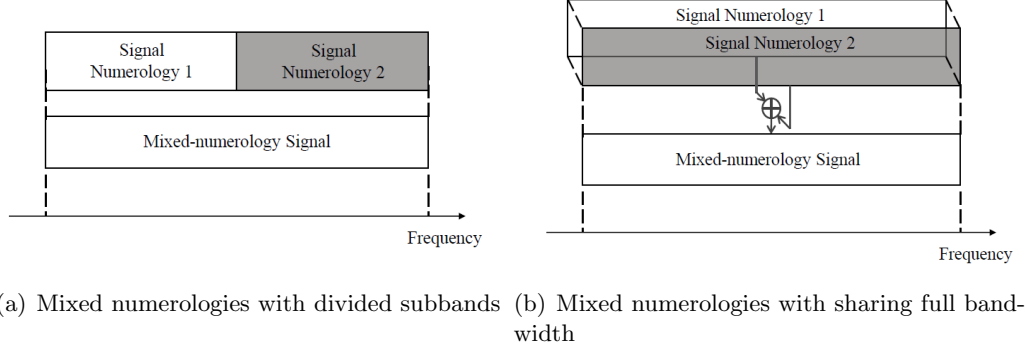 Signal
Numerology 1
Signal
Numerology 2
Mixed-numerology Signal
Frequency
(a) Mixed numerologies with divided subbands
Signal Numerology 1
Signal Numerology 2
Mixed-numerology Signal
Frequency
(b) Mixed numerologies with sharing full band-
width